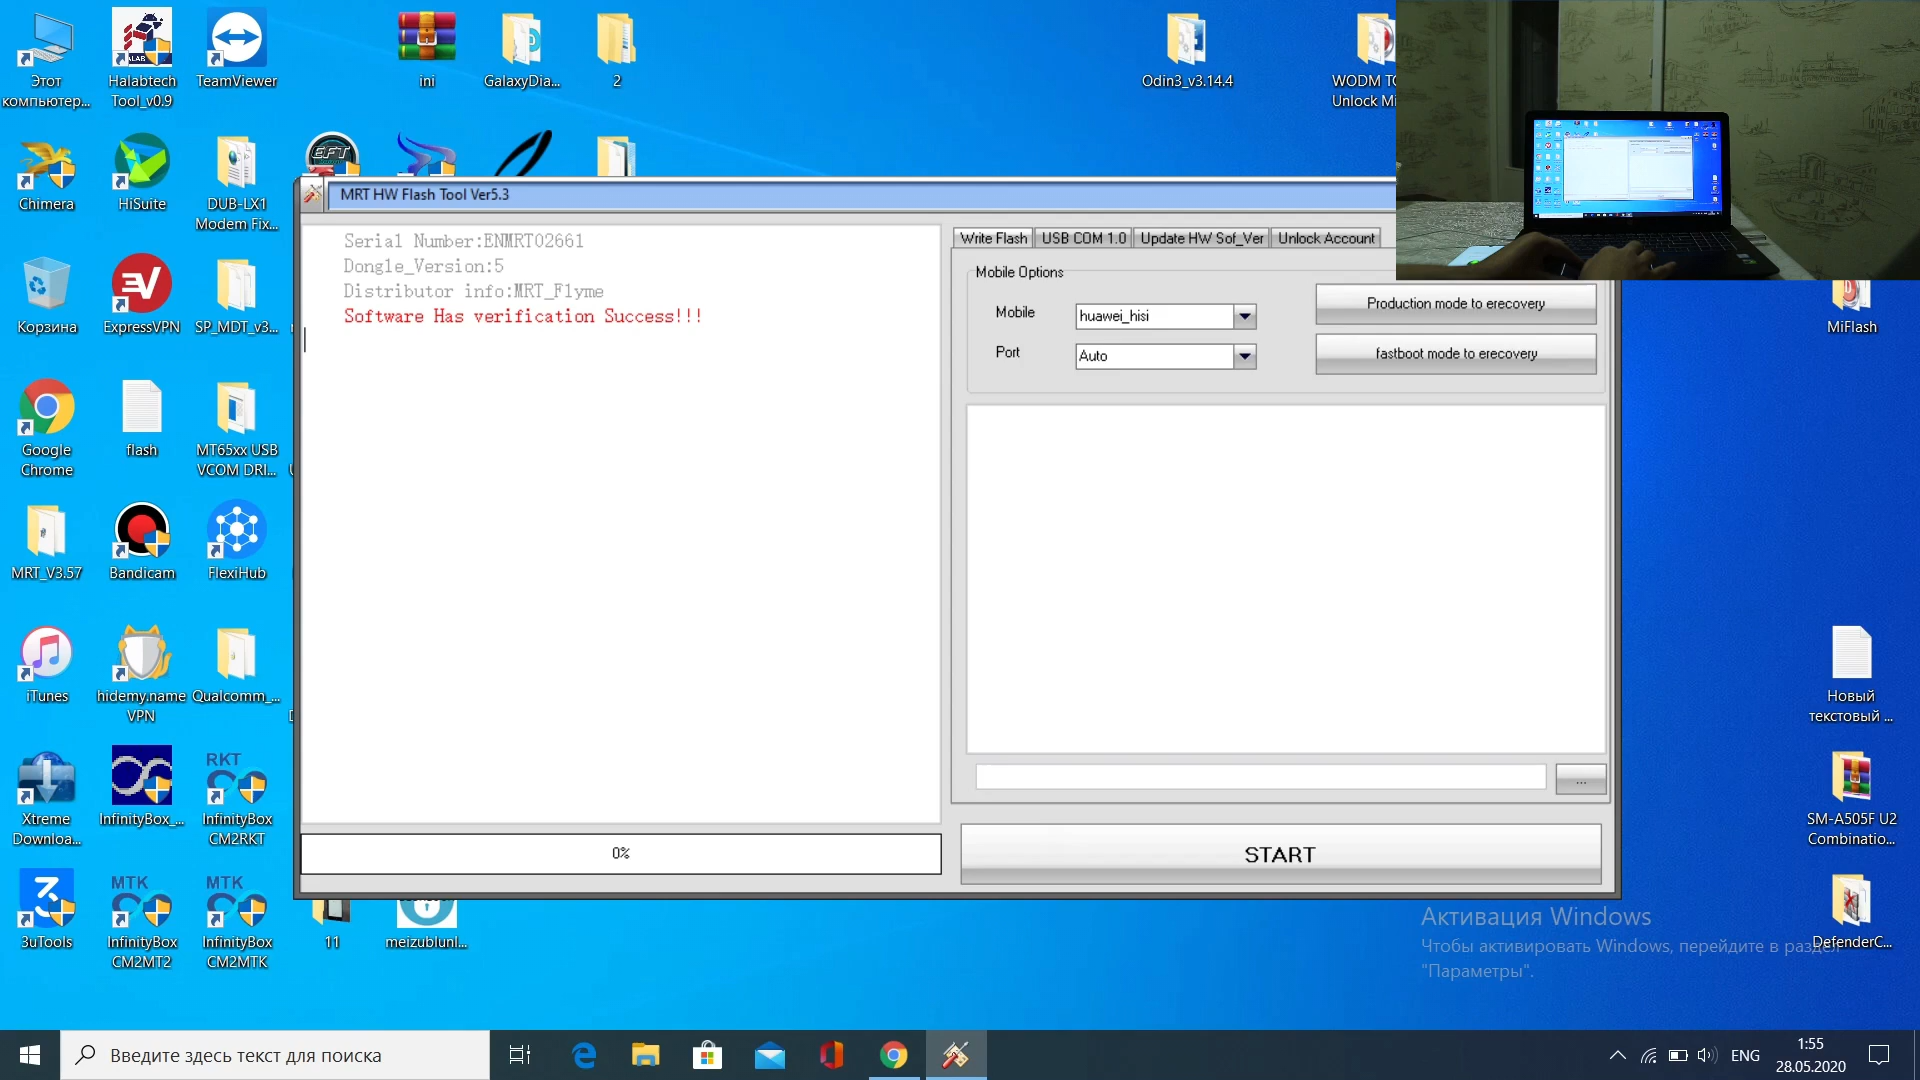 Этот
компьютер...
Halabtech
Tool_v0.9
TeamViewer
ini
GalaxyDia...
2
Odin3_v3.14.4
WODM TO
Unlock Mi
Chimera
HiSuite
DUB-LX1
Modem Fix...
EFT
MRT HW Flash Tool Ver5.3
Serial Number:ENMRT02661
Dongle_Version:5
Distributor info:MRT_Flyme
Software Has verification Success!!!
Write Flash
USB COM 1.0
Update HW Sof_Ver
Unlock Account
Mobile Options
Mobile
huawei_hisi
Port
Auto
Production mode to erecovery
fastboot mode to erecovery
...
0%
START
Корзина
ExpressVPN
SP_MDT_v3...
MiFlash
Google
Chrome
flash
MT65xx USB
VCOM DRI...
MRT_V3.57
Bandicam
FlexiHub
iTunes
hidemy.name
VPN
Qualcomm_...
Новый
текстовый ...
Xtreme
Downloa...
InfinityBox_...
RKT
InfinityBox
CM2RKT
SM-A505F U2
Combinatio...
3uTools
MTK
InfinityBox
CM2MT2
MTK
InfinityBox
CM2MTK
11
meizublunl...
DefenderC...
Активация Windows
Чтобы активировать Windows, перейдите в раздел
"Параметры".
Введите здесь текст для поиска
ENG
1:55
28.05.2020